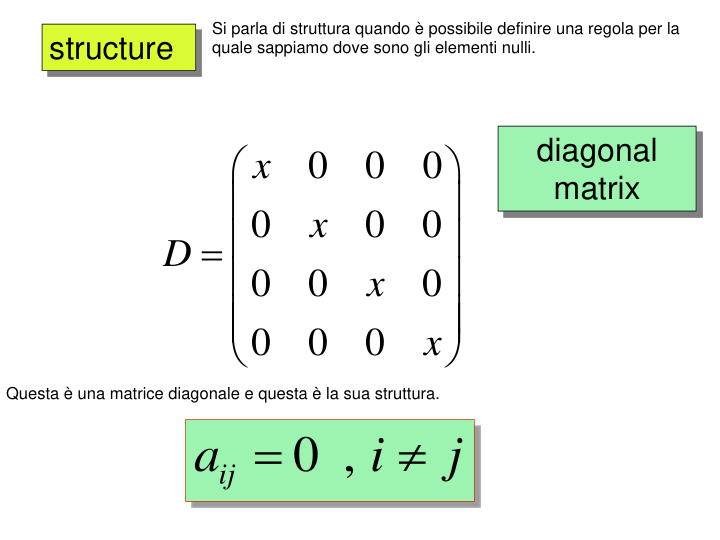 structure
Si parla di struttura quando è possibile definire una regola per la
quale sappiamo dove sono gli elementi nulli.
diagonal
matrix
x 0 0 0
0 x 0 0
D =
0 0 x 0
0 0 0 x
Questa è una matrice diagonale e questa è la sua struttura.
aij = 0 , i ≠ j